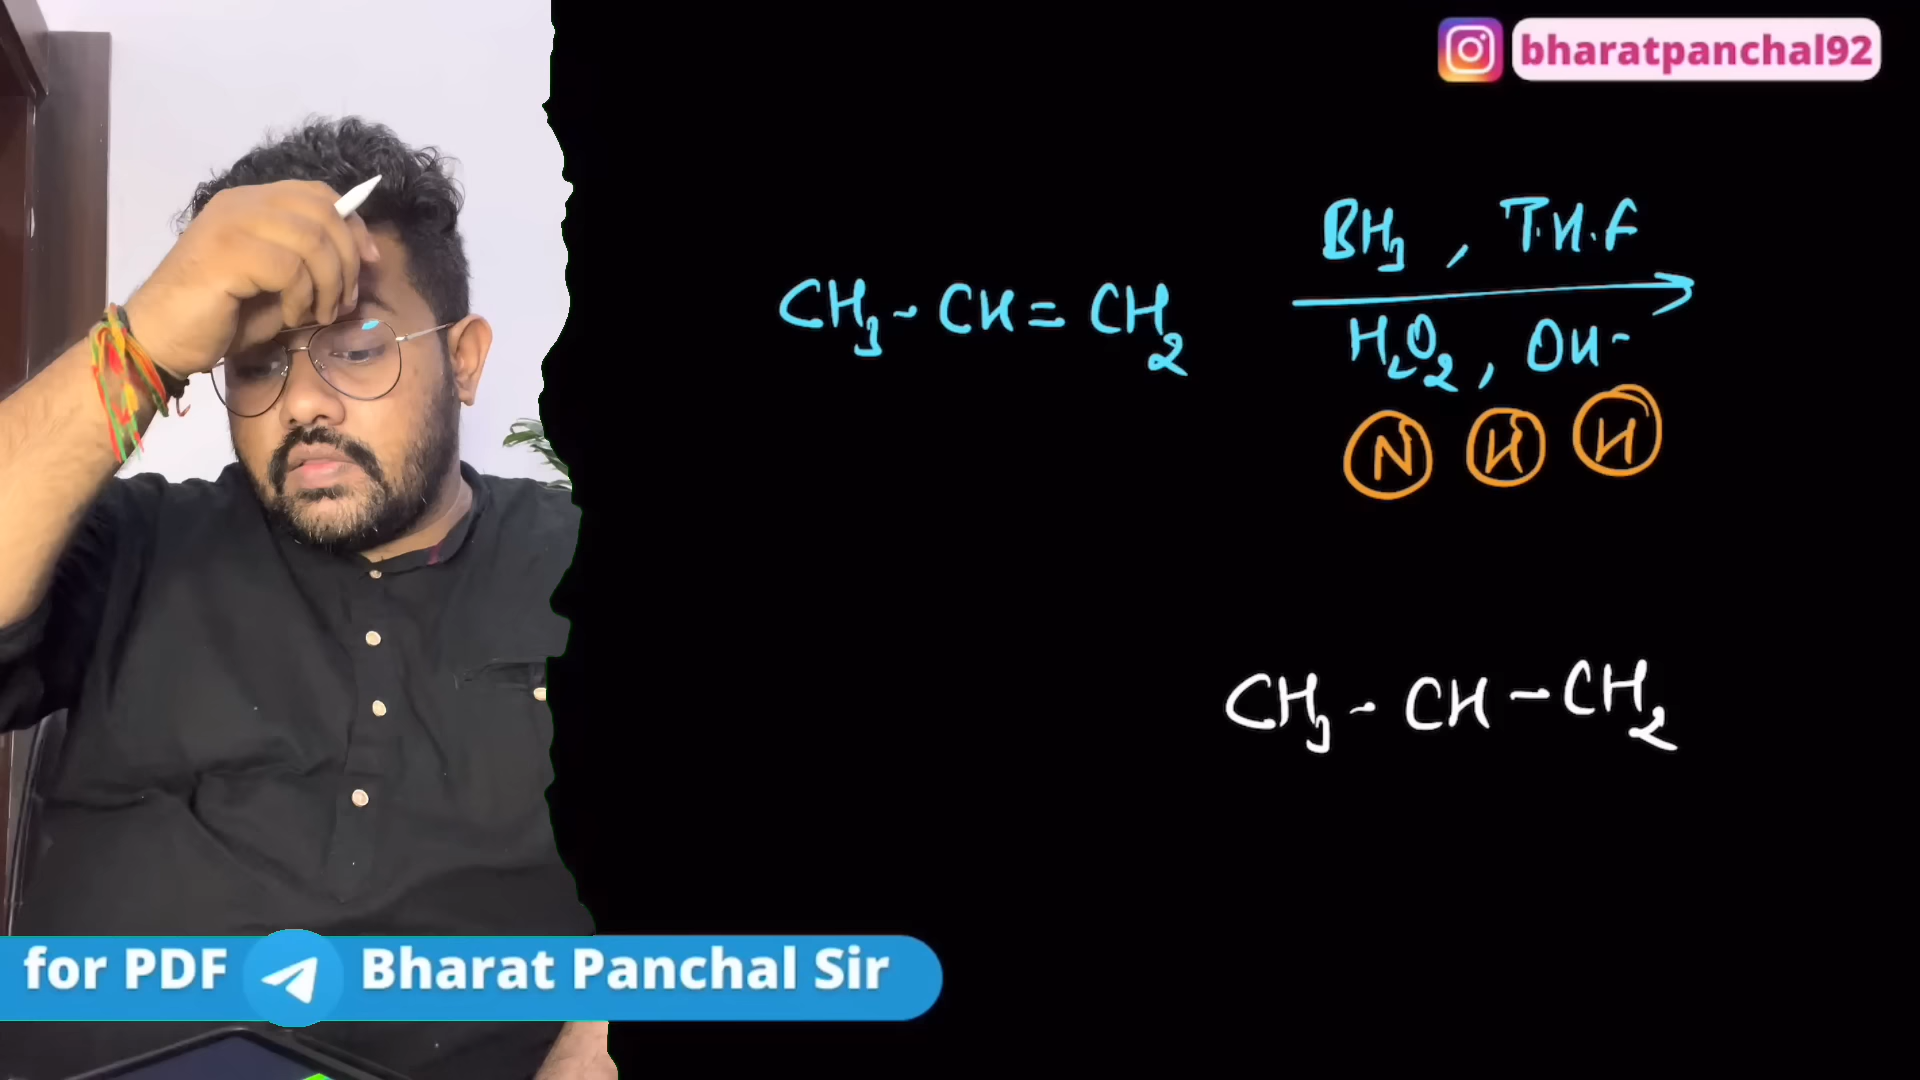 bharatpanchal92
BH3 , T.H.F
CH3 - CH = CH2
H2O2 , OH-
N H H
CH3 - CH - CH2
for PDF Bharat Panchal Sir